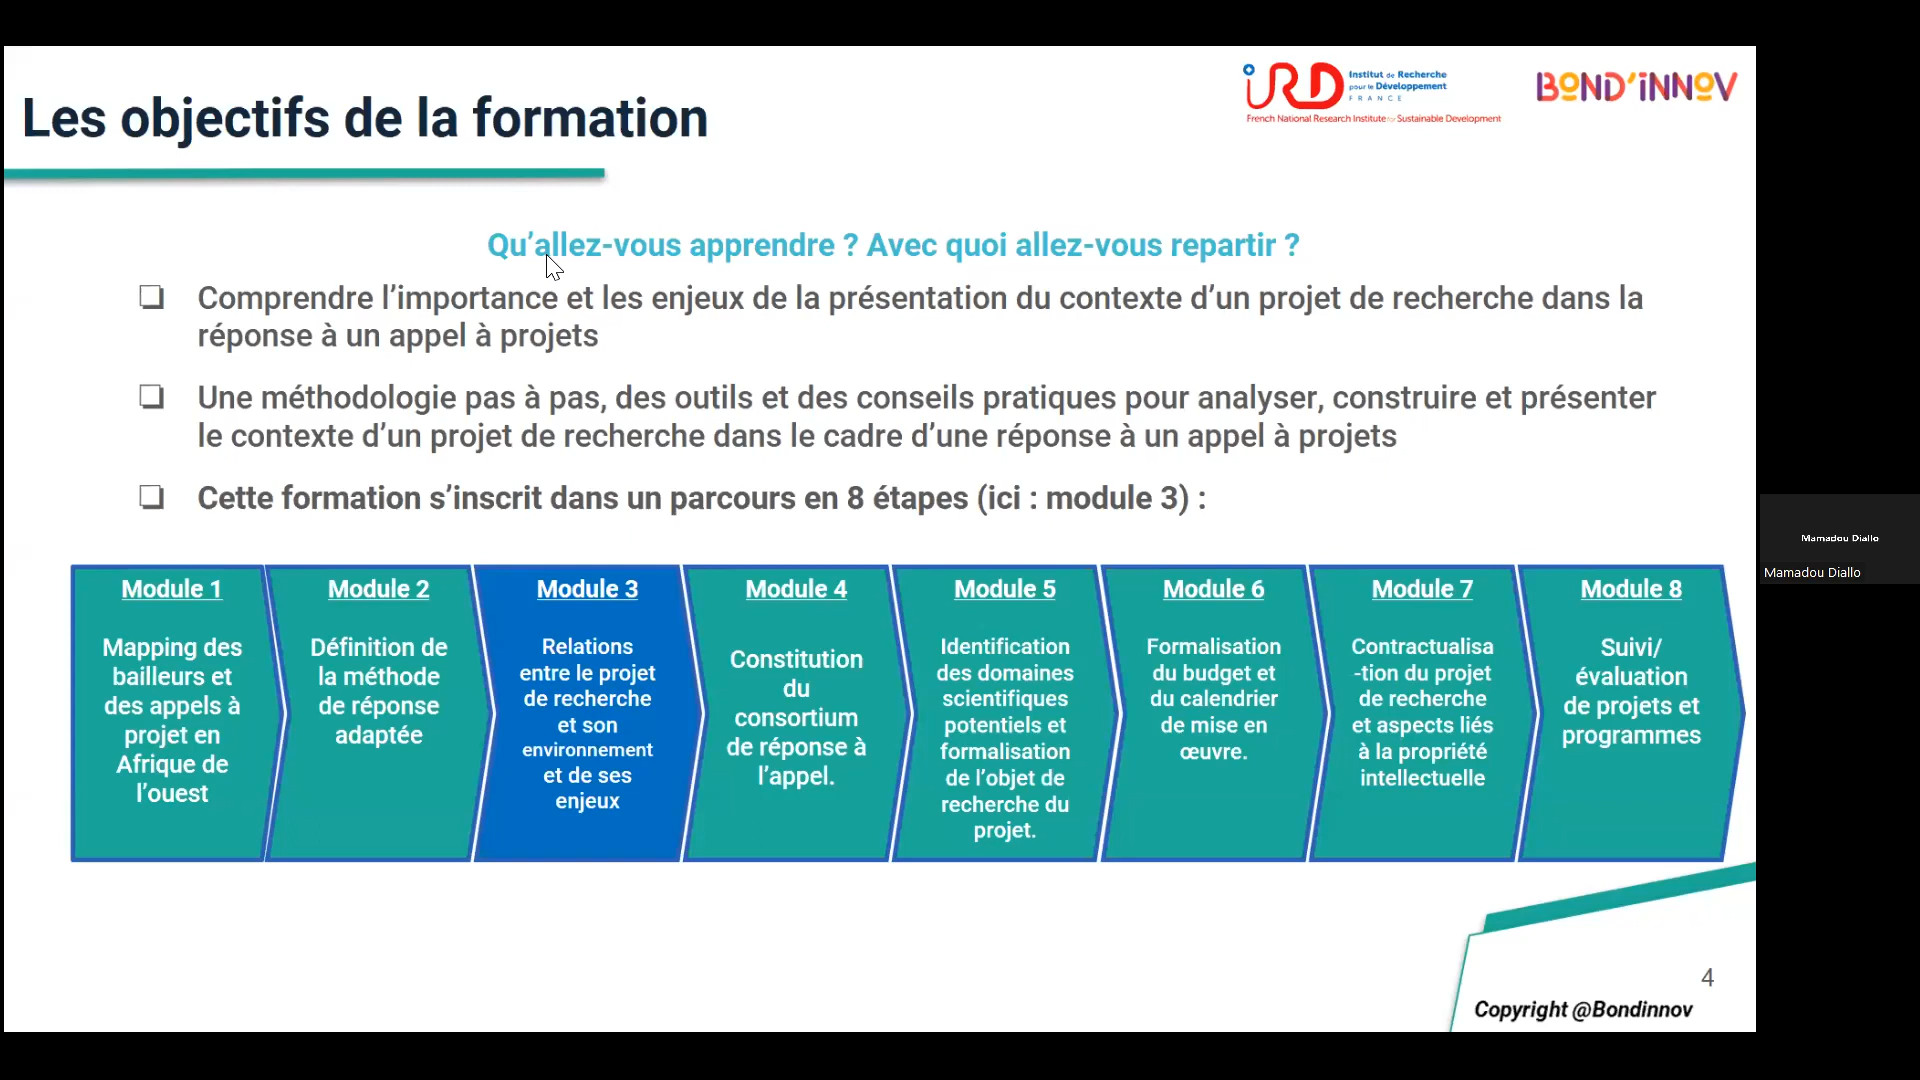 Les objectifs de la formation
iRD
Institut de Recherche
pour le Développement
FRANCE
French National Research Institute for Sustainable Development
BOND'iNNOV
Qu’allez-vous apprendre ? Avec quoi allez-vous repartir ?
Comprendre l’importance et les enjeux de la présentation du contexte d’un projet de recherche dans la
réponse à un appel à projets
Une méthodologie pas à pas, des outils et des conseils pratiques pour analyser, construire et présenter
le contexte d’un projet de recherche dans le cadre d’une réponse à un appel à projets
Cette formation s’inscrit dans un parcours en 8 étapes (ici : module 3) :
Module 1
Mapping des
bailleurs et
des appels à
projet en
Afrique de
l’ouest
Module 2
Définition de
la méthode
de réponse
adaptée
Module 3
Relations
entre le projet
de recherche
et son
environnement
et de ses
enjeux
Module 4
Constitution
du
consortium
de réponse à
l’appel.
Module 5
Identification
des domaines
scientifiques
potentiels et
formalisation
de l’objet de
recherche du
projet.
Module 6
Formalisation
du budget et
du calendrier
de mise en
œuvre.
Module 7
Contractualisa
-tion du projet
de recherche
et aspects liés
à la propriété
intellectuelle
Module 8
Suivi/
évaluation
de projets et
programmes
4
Copyright @Bondinnov
Mamadou Diallo
Mamadou Diallo